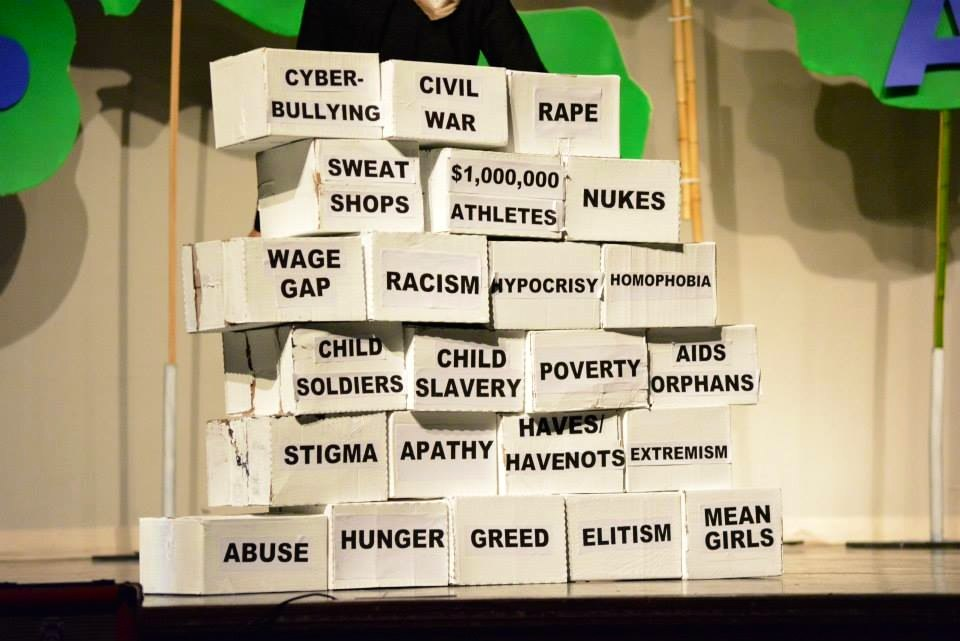 CYBER-
BULLYING
CIVIL
WAR
RAPE
SWEAT
SHOPS
$1,000,000
ATHLETES
NUKES
WAGE
GAP
RACISM
HYPOCRISY
HOMOPHOBIA
CHILD
SOLDIERS
CHILD
SLAVERY
POVERTY
AIDS
ORPHANS
STIGMA
APATHY
HAVES/
HAVENOTS
EXTREMISM
ABUSE
HUNGER
GREED
ELITISM
MEAN
GIRLS